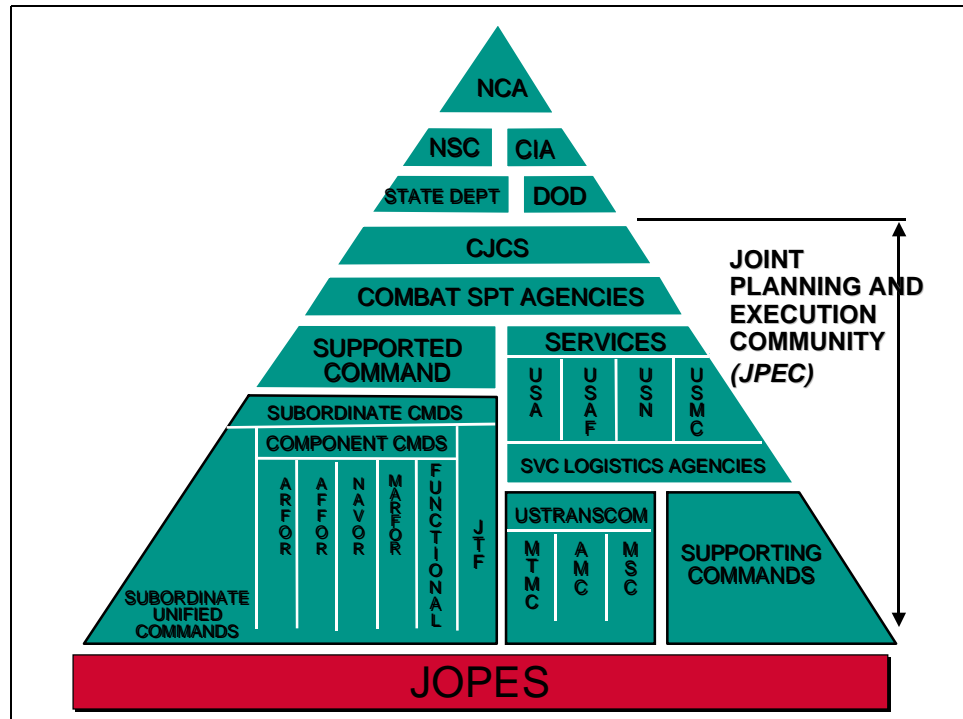 NCA
NSC
CIA
STATE DEPT
DOD
CJCS
COMBAT SPT AGENCIES
JOINT
PLANNING AND
EXECUTION
COMMUNITY
(JPEC)
SUPPORTED
COMMAND
SERVICES
USA
USAF
USN
USMC
SVC LOGISTICS AGENCIES
SUBORDINATE CMDS
COMPONENT CMDS
ARFOR
AFFOR
NAVOR
MARFOR
FUNCTIONAL
JTF
SUBORDINATE
UNIFIED
COMMANDS
USTRANSCOM
MTMC
AMC
MSC
SUPPORTING
COMMANDS
JOPES